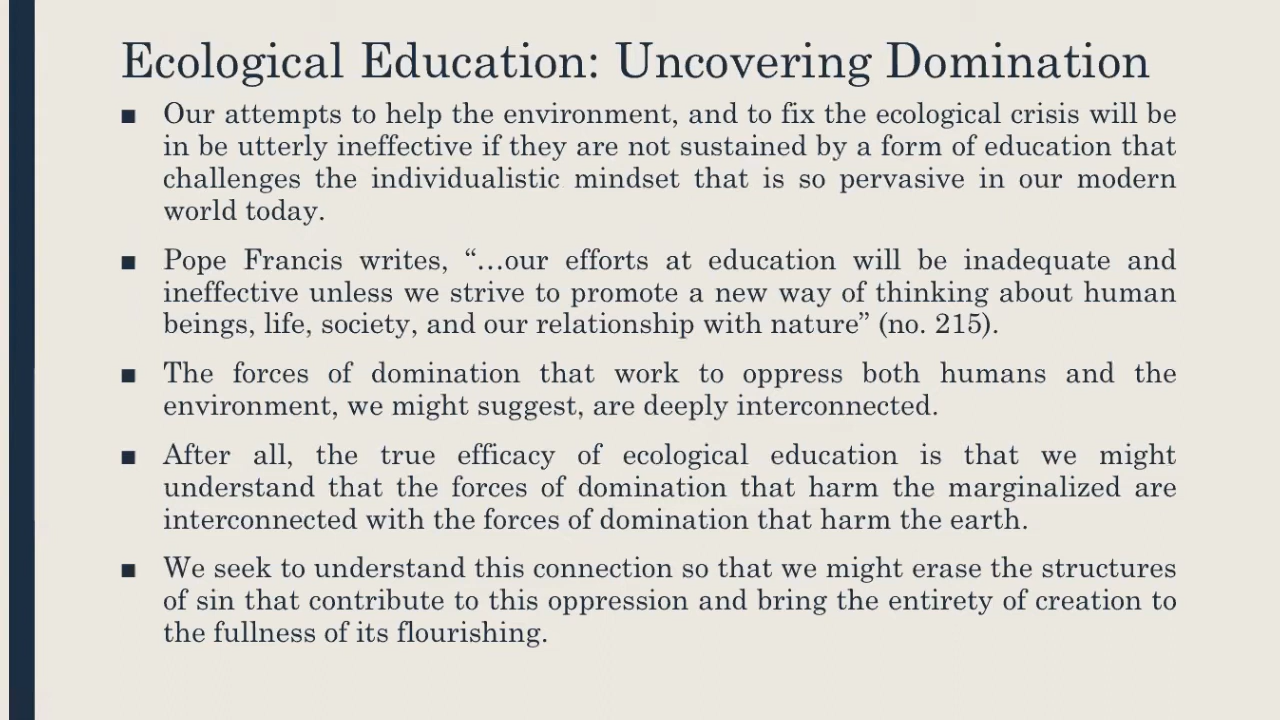 Ecological Education: Uncovering Domination
■ Our attempts to help the environment, and to fix the ecological crisis will be
in be utterly ineffective if they are not sustained by a form of education that
challenges the individualistic mindset that is so pervasive in our modern
world today.
■ Pope Francis writes, “…our efforts at education will be inadequate and
ineffective unless we strive to promote a new way of thinking about human
beings, life, society, and our relationship with nature” (no. 215).
■ The forces of domination that work to oppress both humans and the
environment, we might suggest, are deeply interconnected.
■ After all, the true efficacy of ecological education is that we might
understand that the forces of domination that harm the marginalized are
interconnected with the forces of domination that harm the earth.
■ We seek to understand this connection so that we might erase the structures
of sin that contribute to this oppression and bring the entirety of creation to
the fullness of its flourishing.